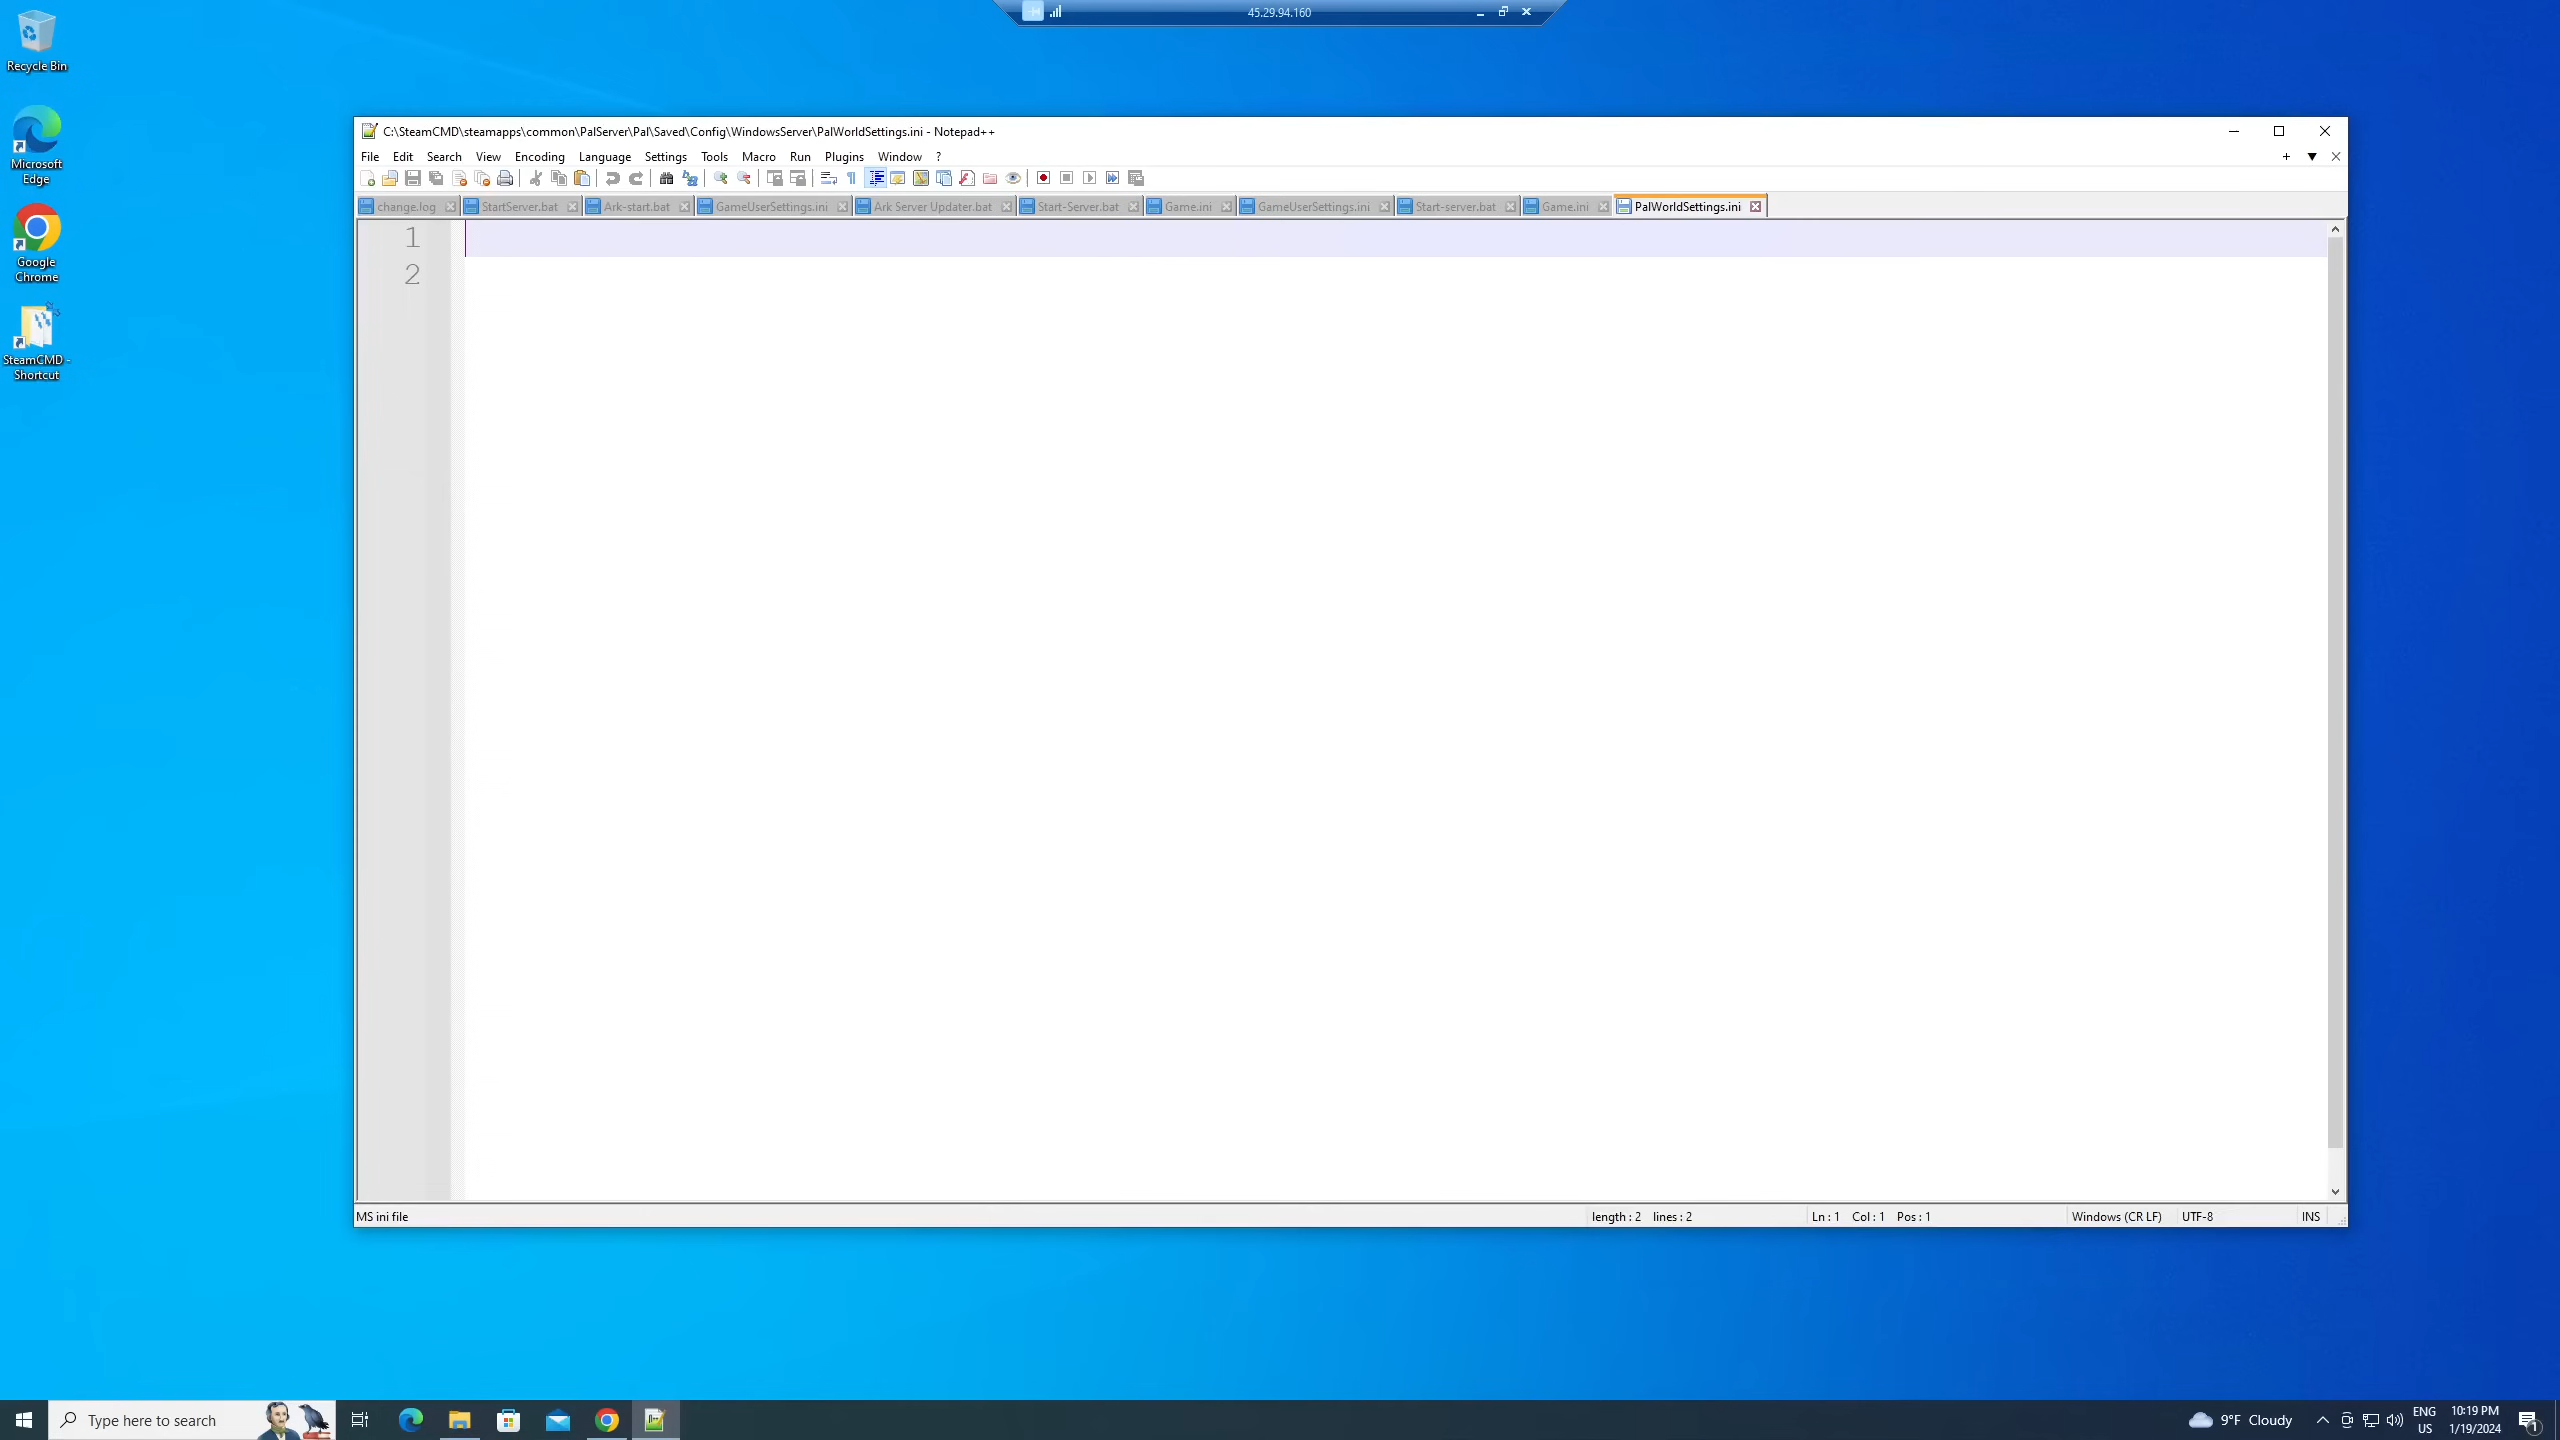 45.29.94.160
Recycle Bin
Microsoft
Edge
Google
Chrome
SteamCMD -
Shortcut
C:\SteamCMD\steamapps\common\PalServer\Pal\Saved\Config\WindowsServer\PalWorldSettings.ini - Notepad++
File Edit Search View Encoding Language Settings Tools Macro Run Plugins Window ?
change.log StartServer.bat Ark-start.bat GameUserSettings.ini Ark Server Updater.bat Start-Server.bat Game.ini GameUserSettings.ini Start-server.bat Game.ini PalWorldSettings.ini
1
2
MS ini file length : 2 lines : 2 Ln : 1 Col : 1 Pos : 1 Windows (CR LF) UTF-8 INS
Type here to search
9°F Cloudy
ENG
US
10:19 PM
1/19/2024
1